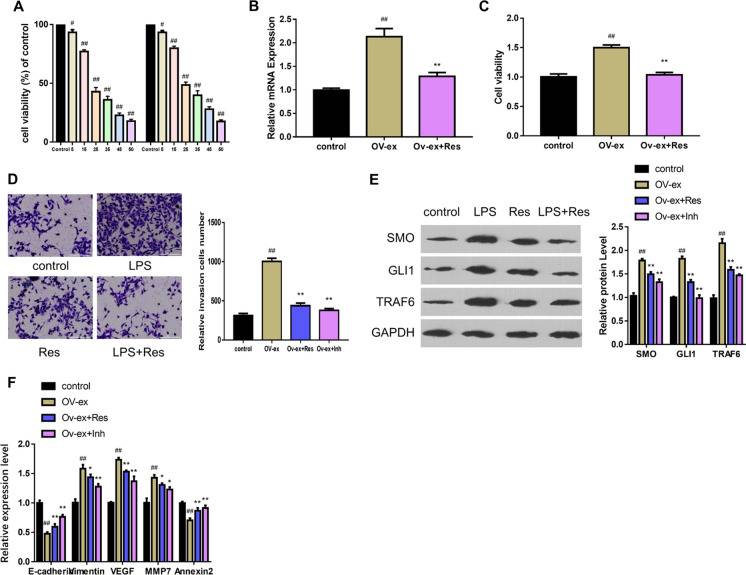 A
cell viability (%) of control
100
50
0
# ## ## ## ## ##
# ## ## ## ## ##
Control 5 15 25 35 45 50
Control 5 15 25 35 45 50
B
Relative mRNA Expression
2.5
2.0
1.5
1.0
0.5
0.0
##
**
control OV-ex Ov-ex+Res
C
Cell viability
2.0
1.5
1.0
0.5
0.0
##
**
control OV-ex Ov-ex+Res
D
control LPS
Res LPS+Res
Relative invasion cells number
1500
1000
500
0
##
** **
control OV-ex Ov-ex+Res Ov-ex+Inh
E
control LPS Res LPS+Res
SMO
GLI1
TRAF6
GAPDH
control
OV-ex
Ov-ex+Res
Ov-ex+Inh
Relative protein Level
2.5
2.0
1.5
1.0
0.5
0.0
## ** **
## ** **
## ** **
SMO GLI1 TRAF6
F
control
OV-ex
Ov-ex+Res
Ov-ex+Inh
Relative expression level
2.0
1.5
1.0
0.5
0.0
## ** **
## * **
## ** **
## * *
## ** **
E-cadherin Vimentin VEGF MMP7 Annexin2